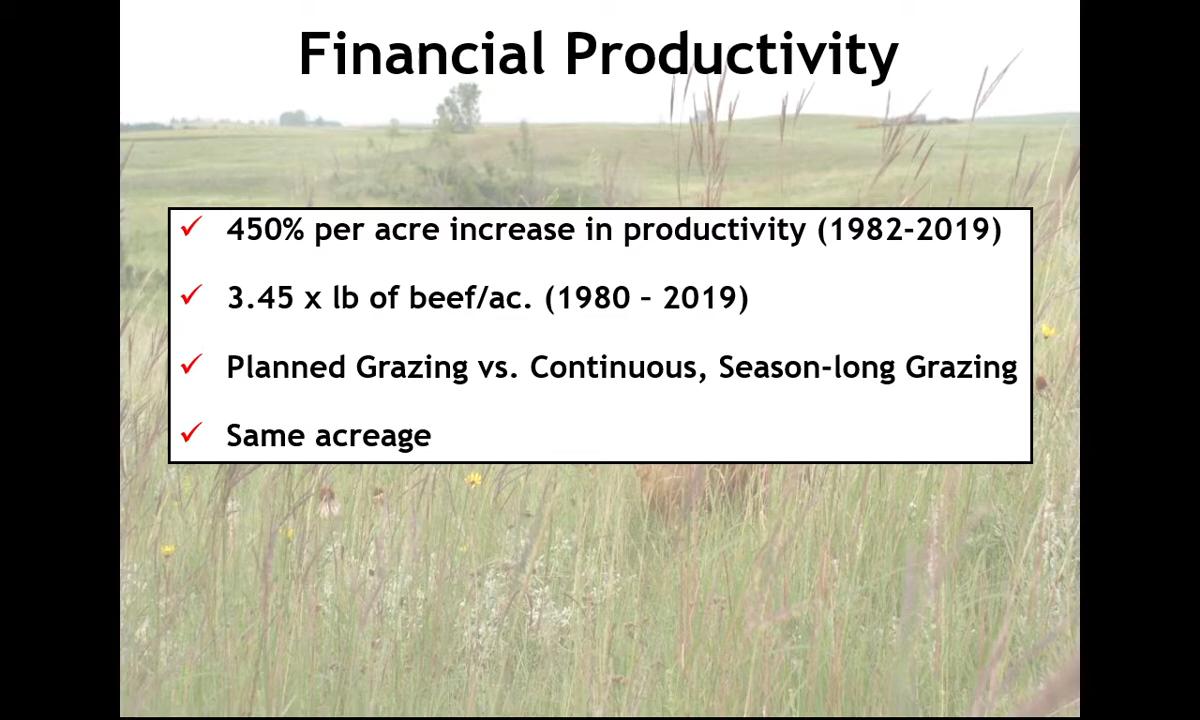 Financial Productivity
✓ 450% per acre increase in productivity (1982-2019)
✓ 3.45 x lb of beef/ac. (1980 – 2019)
✓ Planned Grazing vs. Continuous, Season-long Grazing
✓ Same acreage